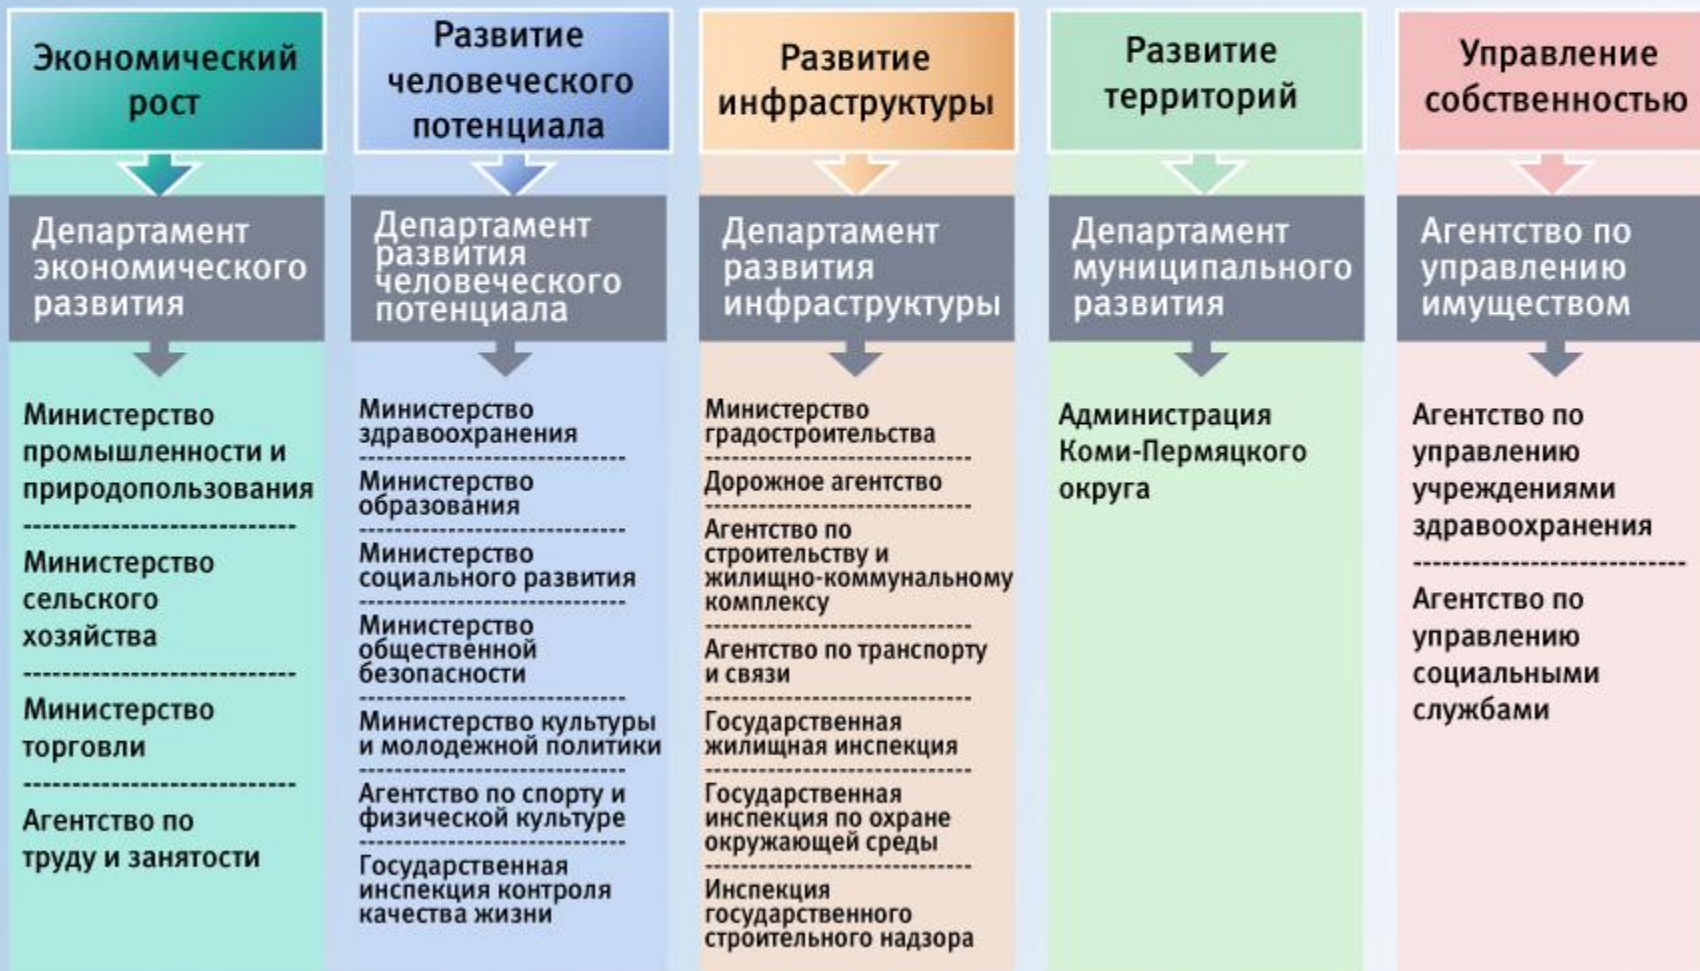 Экономический
рост
Департамент
экономического
развития
Министерство
промышленности и
природопользования
Министерство
сельского
хозяйства
Министерство
торговли
Агентство по
труду и занятости
Развитие
человеческого
потенциала
Департамент
развития
человеческого
потенциала
Министерство
здравоохранения
Министерство
образования
Министерство
социального развития
Министерство
общественной
безопасности
Министерство культуры
и молодежной политики
Агентство по спорту и
физической культуре
Государственная
инспекция контроля
качества жизни
Развитие
инфраструктуры
Департамент
развития
инфраструктуры
Министерство
градостроительства
Дорожное агентство
Агентство по
строительству и
жилищно-коммунальному
комплексу
Агентство по транспорту
и связи
Государственная
жилищная инспекция
Государственная
инспекция по охране
окружающей среды
Инспекция
государственного
строительного надзора
Развитие
территорий
Департамент
муниципального
развития
Администрация
Коми-Пермяцкого
округа
Управление
собственностью
Агентство по
управлению
имуществом
Агентство по
управлению
учреждениями
здравоохранения
Агентство по
управлению
социальными
службами